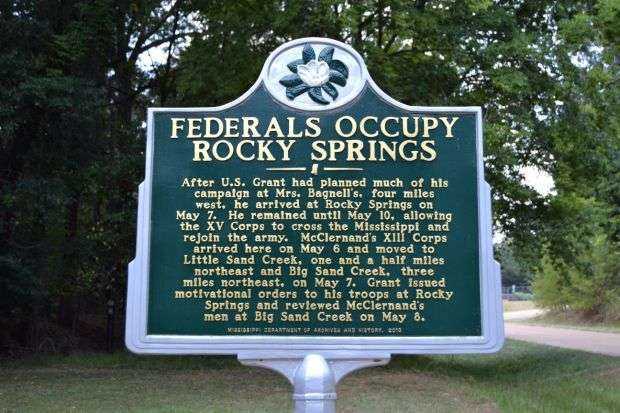 FEDERALS OCCUPY
ROCKY SPRINGS
After U.S. Grant had planned much of his
campaign at Mrs. Bagnell's, four miles
west, he arrived at Rocky Springs on
May 7. He remained until May 10, allowing
the XV Corps to cross the Mississippi and
rejoin the army. McClernand's XIII Corps
arrived here on May 6 and moved to
Little Sand Creek, one and a half miles
northeast and Big Sand Creek, three
miles northeast, on May 7. Grant issued
motivational orders to his troops at Rocky
Springs and reviewed McClernand's
men at Big Sand Creek on May 8.
MISSISSIPPI DEPARTMENT OF ARCHIVES AND HISTORY,